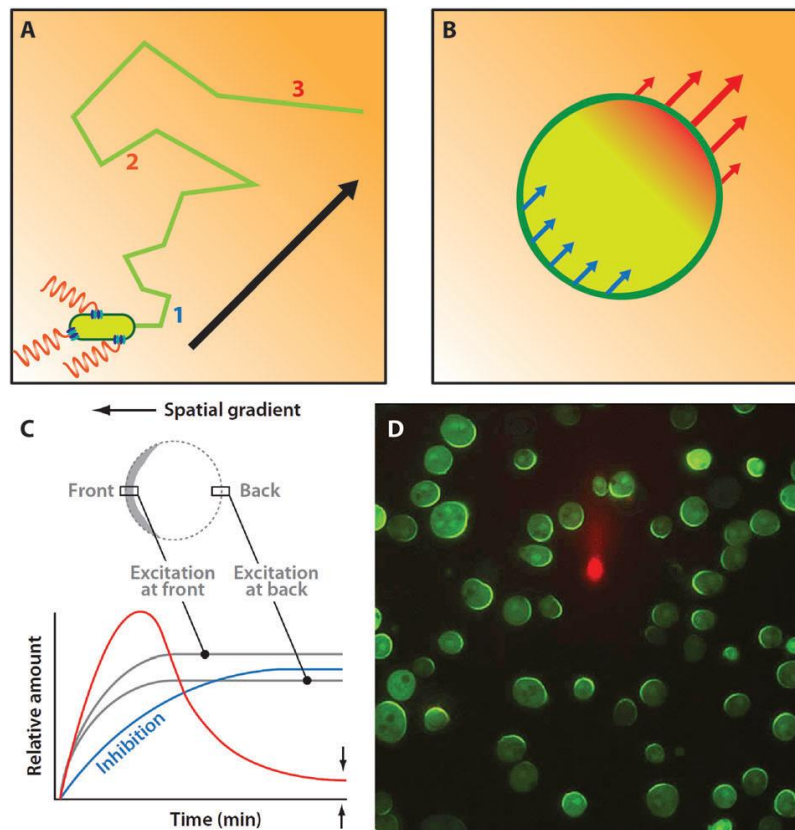 A
1
2
3
B
C
Spatial gradient
Front
Back
Excitation
at front
Excitation
at back
Relative amount
Inhibition
Time (min)
D